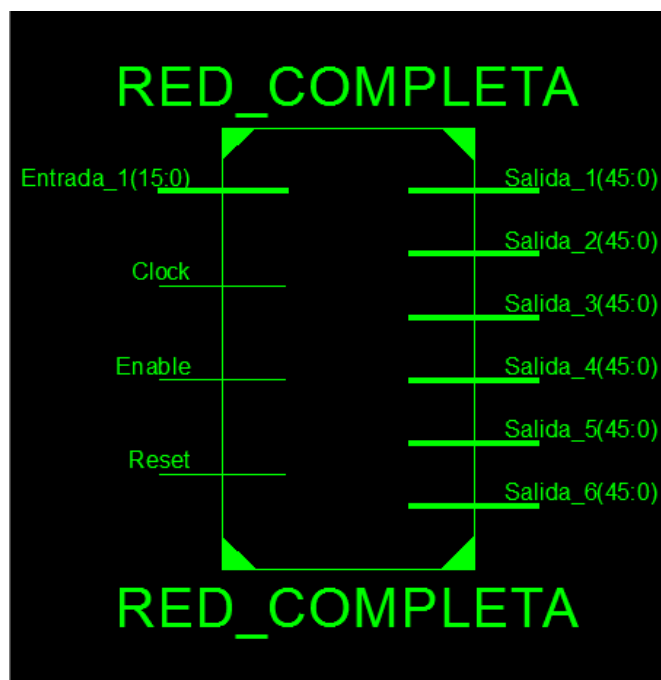 RED_COMPLETA
Entrada_1(15:0)
Clock
Enable
Reset
Salida_1(45:0)
Salida_2(45:0)
Salida_3(45:0)
Salida_4(45:0)
Salida_5(45:0)
Salida_6(45:0)
RED_COMPLETA